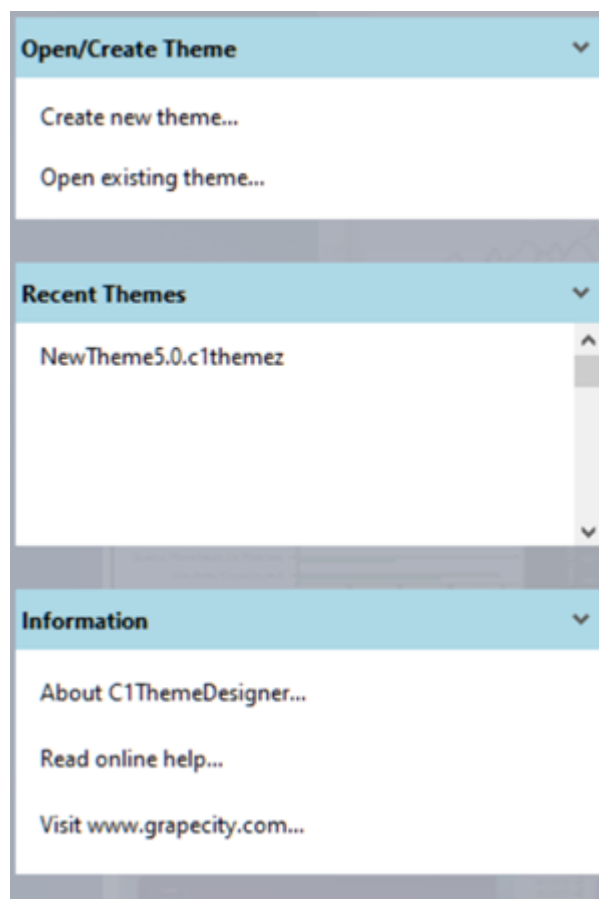 Open/Create Theme
Create new theme...
Open existing theme...
Recent Themes
NewTheme5.0.c1themez
Information
About C1ThemeDesigner...
Read online help...
Visit www.grapecity.com...